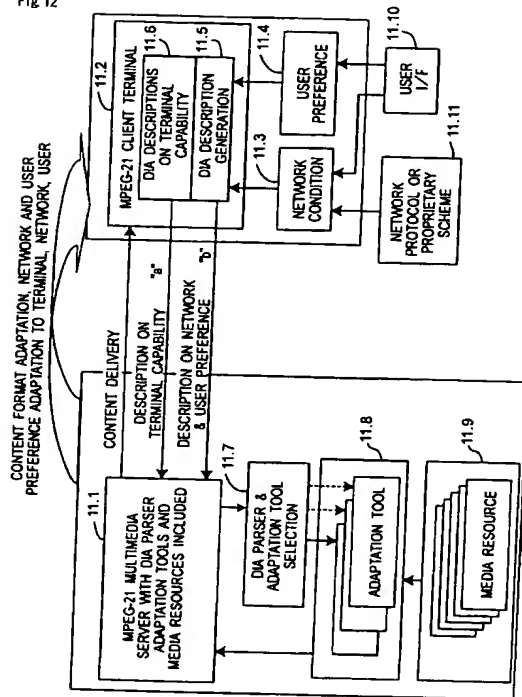 Fig 12
CONTENT FORMAT ADAPTATION, NETWORK AND USER
PREFERENCE ADAPTATION TO TERMINAL, NETWORK, USER
11.1
MPEG-21 MULTIMEDIA
SERVER WITH DIA PARSER
ADAPTATION TOOLS AND
MEDIA RESOURCES INCLUDED
CONTENT DELIVERY
DESCRIPTION ON
TERMINAL CAPABILITY
"a"
DESCRIPTION ON NETWORK
& USER PREFERENCE
"b"
11.2
MPEG-21 CLIENT TERMINAL
11.6
DIA DESCRIPTIONS
ON TERMINAL
CAPABILITY
11.5
DIA DESCRIPTION
GENERATION
11.3
NETWORK
CONDITION
11.4
USER
PREFERENCE
11.10
USER
I/F
11.11
NETWORK
PROTOCOL OR
PROPRIETARY
SCHEME
11.7
DIA PARSER &
ADAPTATION TOOL
SELECTION
11.8
ADAPTATION TOOL
11.9
MEDIA RESOURCE